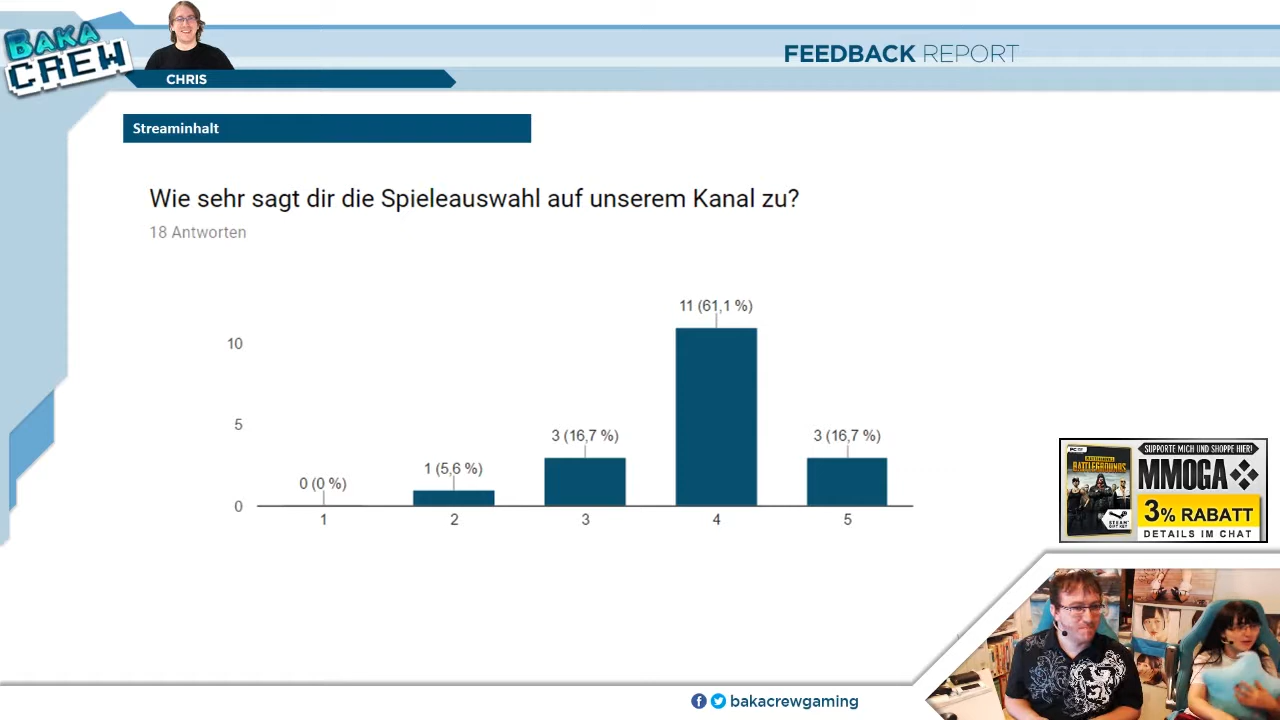 BAKA
CREW
CHRIS
FEEDBACK REPORT
Streaminhalt
Wie sehr sagt dir die Spieleauswahl auf unserem Kanal zu?
18 Antworten
10
5
0
0 (0 %)
1 (5,6 %)
3 (16,7 %)
11 (61,1 %)
3 (16,7 %)
1
2
3
4
5
SUPPORTE MICH UND SHOPPE HIER!
BATTLEGROUNDS
MMOGA
3% RABATT
STEAM
DETAILS IM CHAT
bakacrewgaming